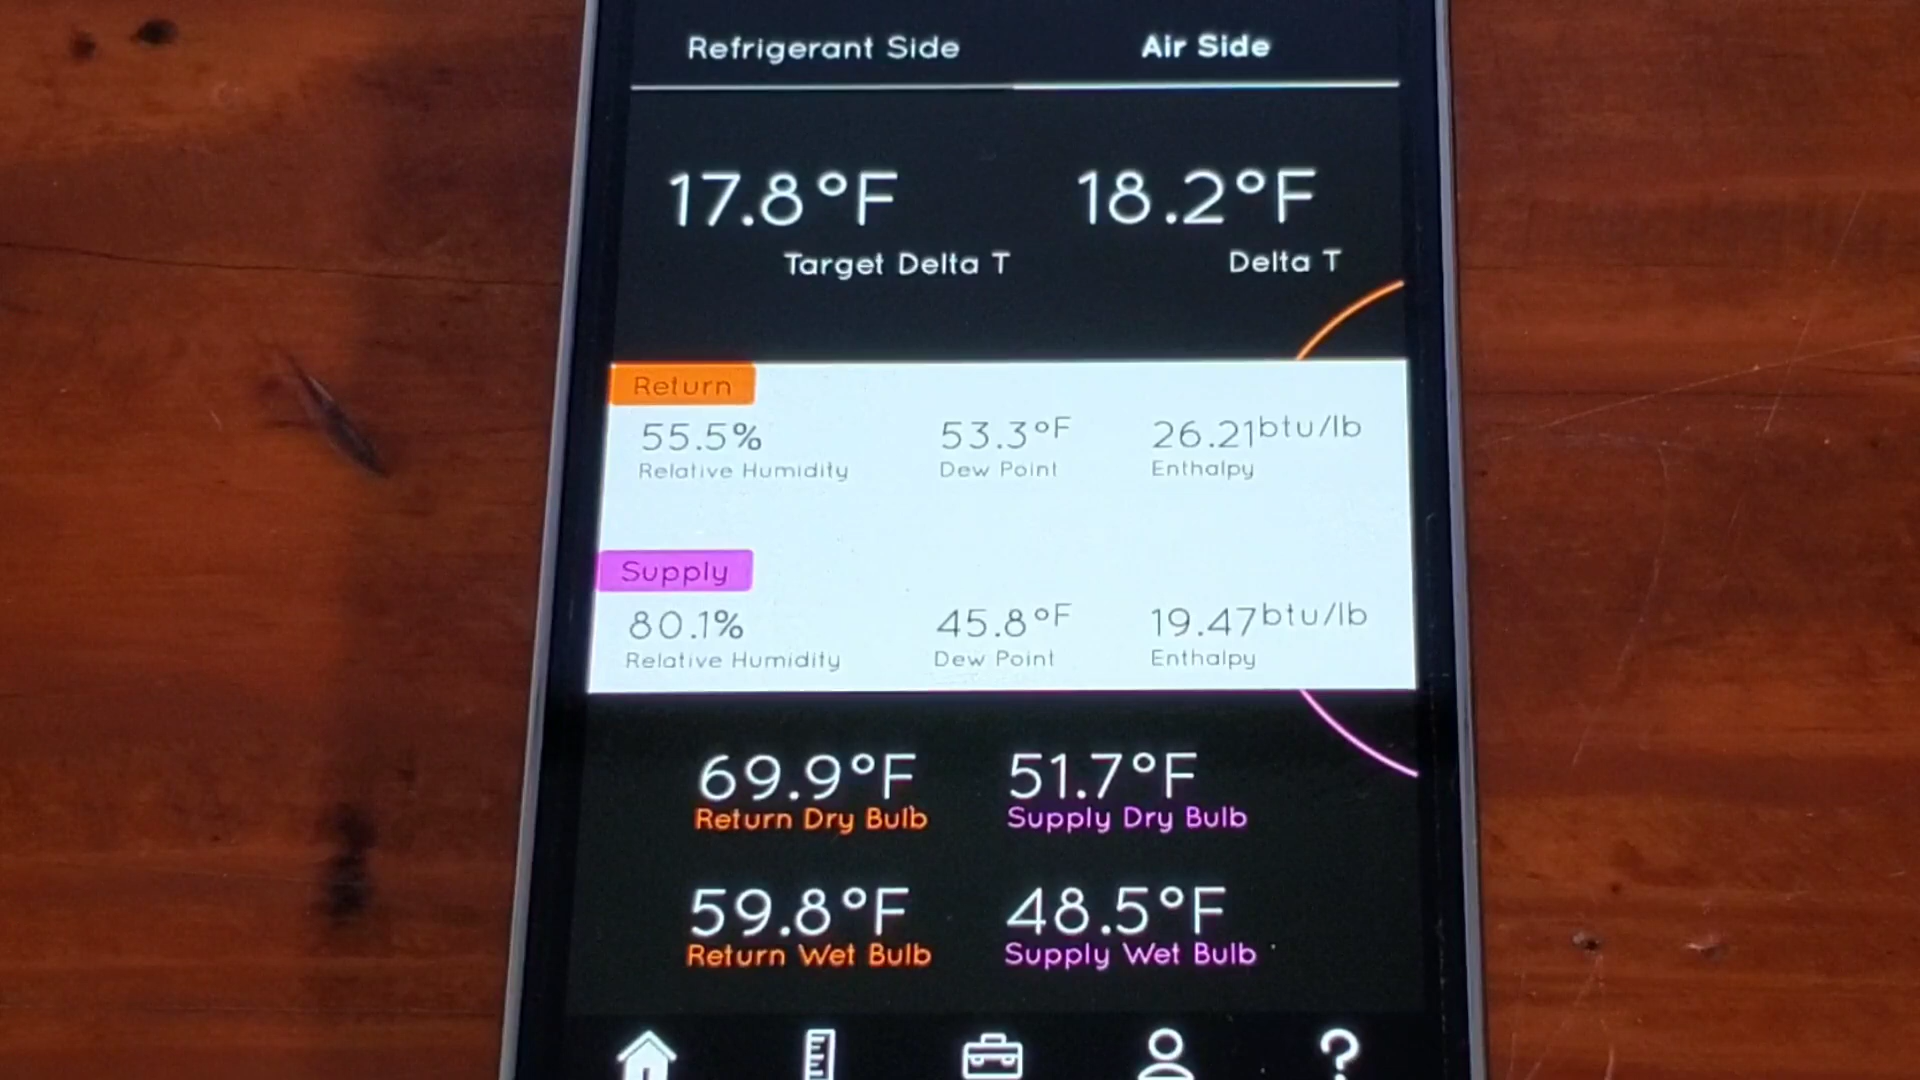 Refrigerant Side Air Side
17.8°F 18.2°F
Target Delta T Delta T
Return
55.5% 53.3°F 26.21btu/lb
Relative Humidity Dew Point Enthalpy
Supply
80.1% 45.8°F 19.47btu/lb
Relative Humidity Dew Point Enthalpy
69.9°F 51.7°F
Return Dry Bulb Supply Dry Bulb
59.8°F 48.5°F
Return Wet Bulb Supply Wet Bulb
?